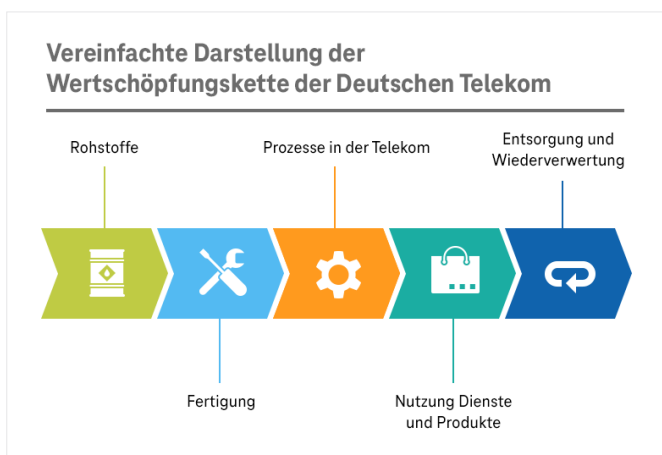 Vereinfachte Darstellung der
Wertschöpfungskette der Deutschen Telekom
Rohstoffe
Prozesse in der Telekom
Entsorgung und
Wiederverwertung
Fertigung
Nutzung Dienste
und Produkte